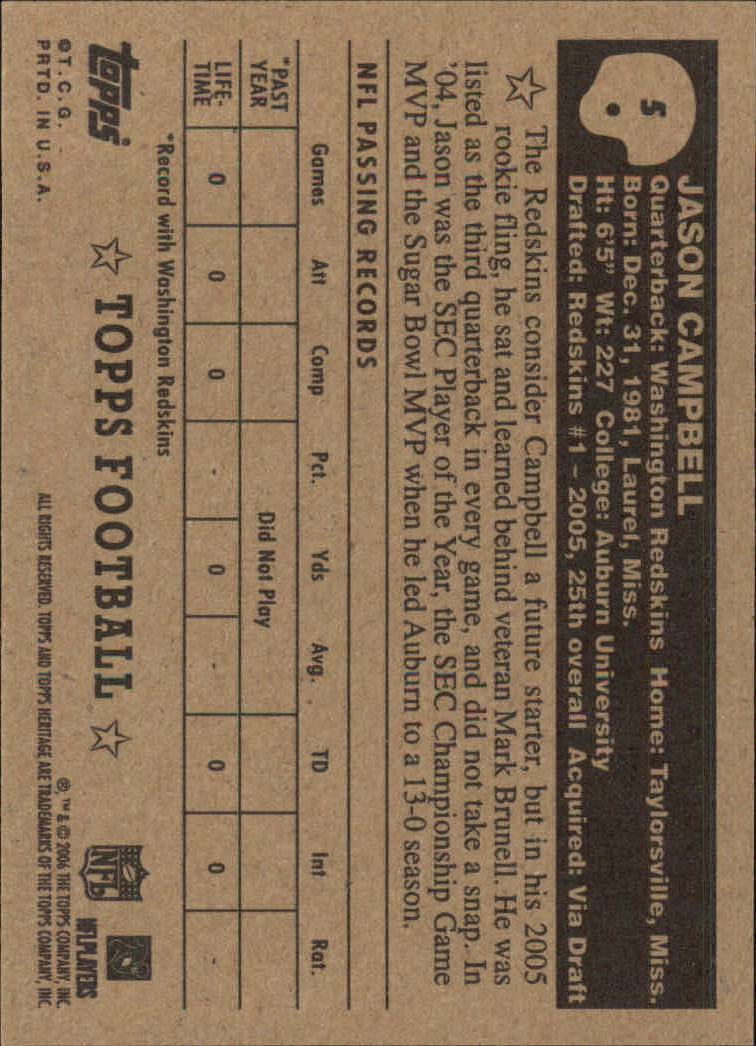 5
JASON CAMPBELL
Quarterback: Washington Redskins Home: Taylorsville, Miss.
Born: Dec. 31, 1981, Laurel, Miss.
Ht: 6'5" Wt: 227 College: Auburn University
Drafted: Redskins #1 – 2005, 25th overall Acquired: Via Draft
The Redskins consider Campbell a future starter, but in his 2005
rookie fling, he sat and learned behind veteran Mark Brunell. He was
listed as the third quarterback in every game, and did not take a snap. In
'04, Jason was the SEC Player of the Year, the SEC Championship Game
MVP and the Sugar Bowl MVP when he led Auburn to a 13-0 season.
NFL PASSING RECORDS
Games Att Comp Pct. Yds Avg. TD Int Rat.
*PAST YEAR Did Not Play
LIFE-TIME 0 0 0 - 0 - 0 0 -
*Record with Washington Redskins
topps®
TOPPS FOOTBALL
©T.C.G.
PRTD. IN U.S.A.
NFL
NFLPLAYERS
®, ™ & © 2006 THE TOPPS COMPANY, INC.
ALL RIGHTS RESERVED. TOPPS AND TOPPS HERITAGE ARE TRADEMARKS OF THE TOPPS COMPANY, INC.